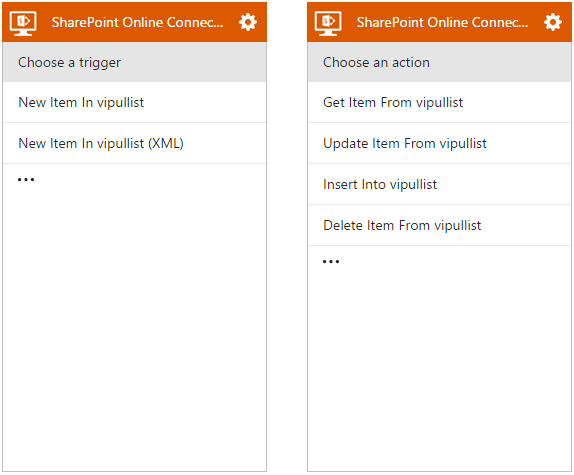 SharePoint Online Connec...
Choose a trigger
New Item In vipullist
New Item In vipullist (XML)
...
SharePoint Online Connec...
Choose an action
Get Item From vipullist
Update Item From vipullist
Insert Into vipullist
Delete Item From vipullist
...